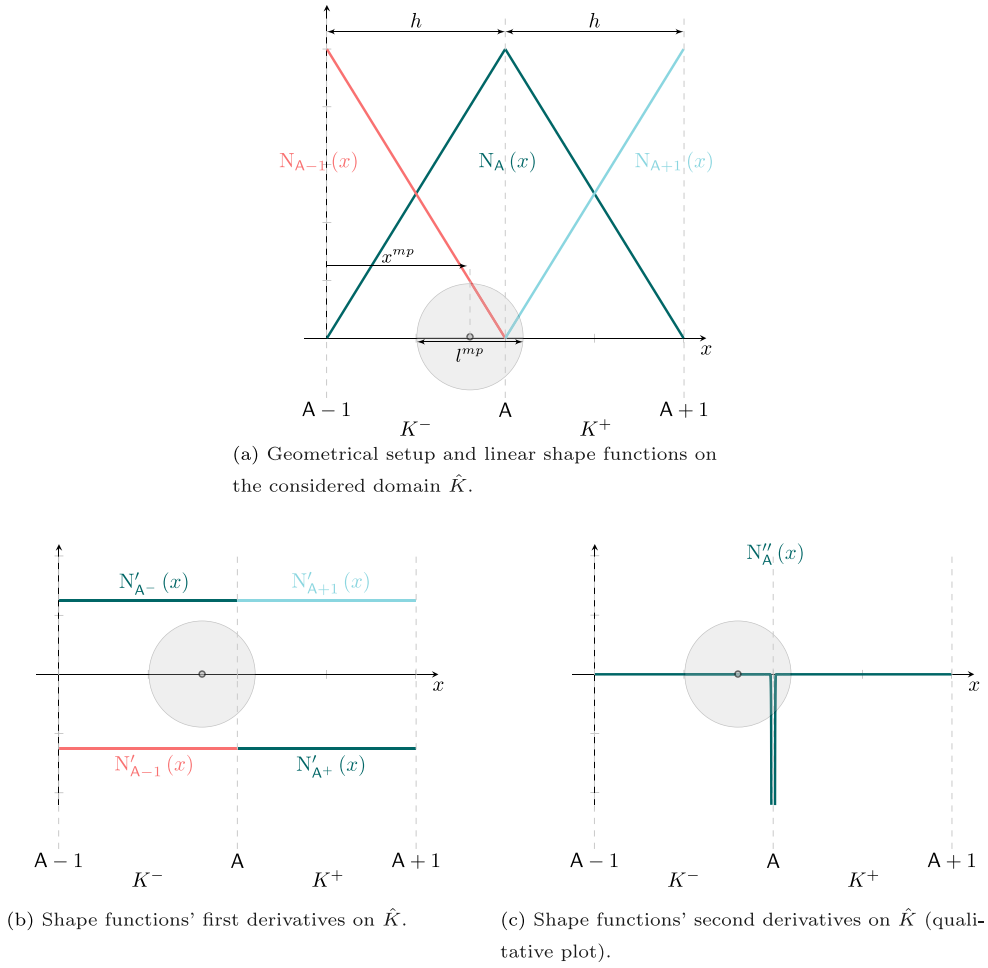 h h
N_{A−1}(x) N_A(x) N_{A+1}(x)
x^{mp}
l^{mp}
x
A − 1 A A + 1
K^− K^+
(a) Geometrical setup and linear shape functions on
the considered domain K̂.
N′_{A^−}(x) N′_{A+1}(x)
x
N′_{A−1}(x) N′_{A^+}(x)
A − 1 A A + 1
K^− K^+
(b) Shape functions' first derivatives on K̂.
N″_A(x)
x
A − 1 A A + 1
K^− K^+
(c) Shape functions' second derivatives on K̂ (quali-
tative plot).